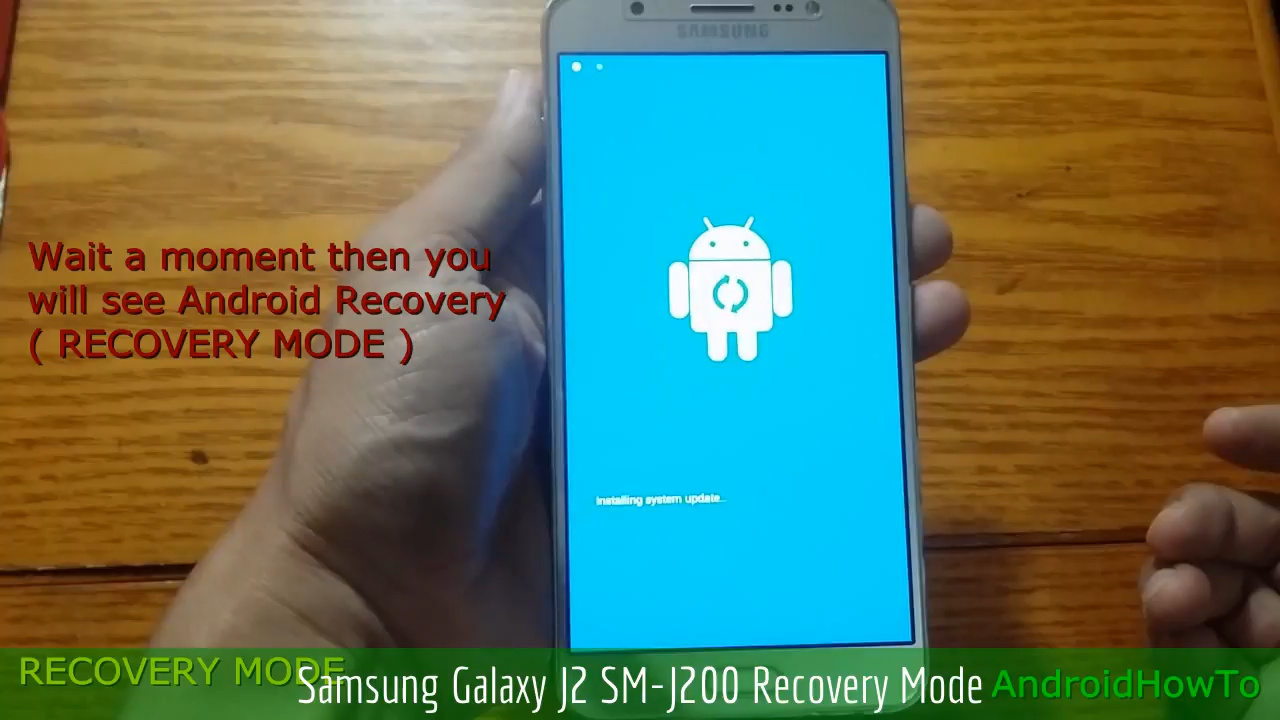 SAMSUNG
Wait a moment then you
will see Android Recovery
( RECOVERY MODE )
Installing system update..
RECOVERY MODE
Samsung Galaxy J2 SM-J200 Recovery Mode
AndroidHowTo